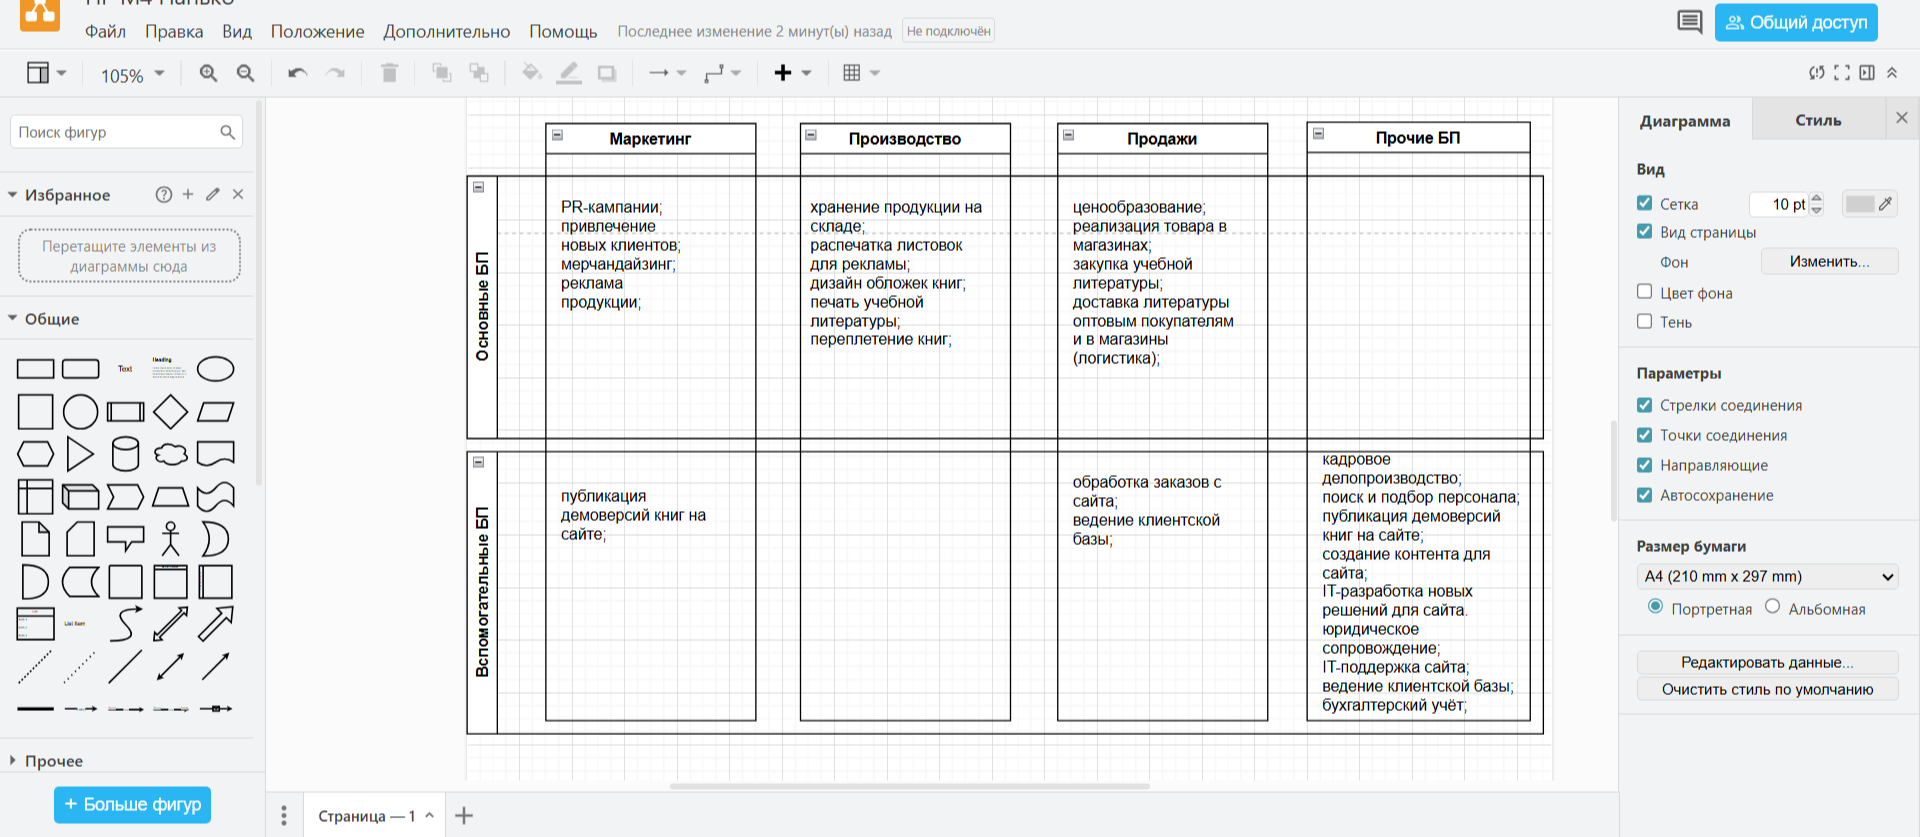 Файл Правка Вид Положение Дополнительно Помощь Последнее изменение 2 минут(ы) назад Не подключён
Общий доступ
105%
Поиск фигур
Избранное
Перетащите элементы из
диаграммы сюда
Общие
Text
Heading
List Item
Прочее
+ Больше фигур
Маркетинг
Производство
Продажи
Прочие БП
Основные БП
PR-кампании;
привлечение
новых клиентов;
мерчандайзинг;
реклама
продукции;
хранение продукции на
складе;
распечатка листовок
для рекламы;
дизайн обложек книг;
печать учебной
литературы;
переплетение книг;
ценообразование;
реализация товара в
магазинах;
закупка учебной
литературы;
доставка литературы
оптовым покупателям
и в магазины
(логистика);
Вспомогательные БП
публикация
демоверсий книг на
сайте;
обработка заказов с
сайта;
ведение клиентской
базы;
кадровое
делопроизводство;
поиск и подбор персонала;
публикация демоверсий
книг на сайте;
создание контента для
сайта;
IT-разработка новых
решений для сайта.
юридическое
сопровождение;
IT-поддержка сайта;
ведение клиентской базы;
бухгалтерский учёт;
Страница — 1
Диаграмма
Стиль
Вид
Сетка
10 pt
Вид страницы
Фон
Изменить...
Цвет фона
Тень
Параметры
Стрелки соединения
Точки соединения
Направляющие
Автосохранение
Размер бумаги
A4 (210 mm x 297 mm)
Портретная
Альбомная
Редактировать данные...
Очистить стиль по умолчанию